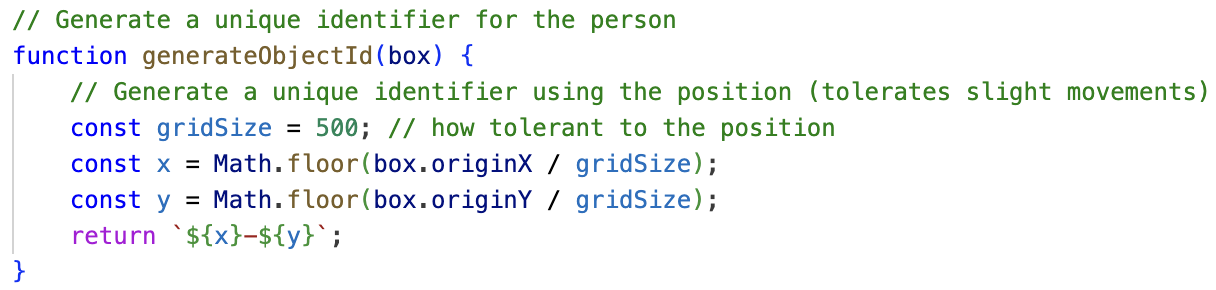 // Generate a unique identifier for the person
function generateObjectId(box) {
    // Generate a unique identifier using the position (tolerates slight movements)
    const gridSize = 500; // how tolerant to the position
    const x = Math.floor(box.originX / gridSize);
    const y = Math.floor(box.originY / gridSize);
    return `${x}-${y}`;
}